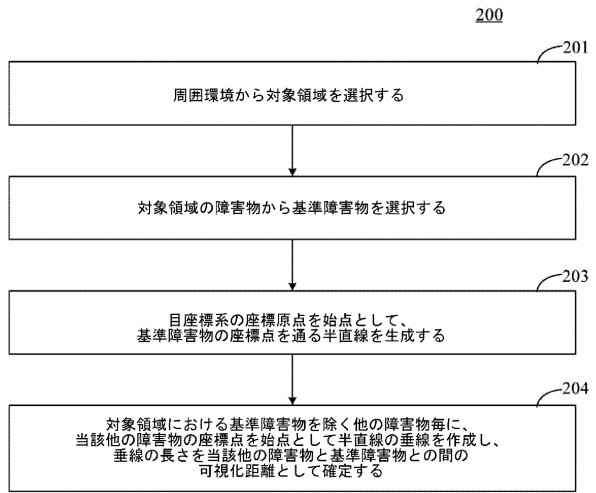 200
201
周囲環境から対象領域を選択する
202
対象領域の障害物から基準障害物を選択する
203
目座標系の座標原点を始点として、
基準障害物の座標点を通る半直線を生成する
204
対象領域における基準障害物を除く他の障害物毎に、
当該他の障害物の座標点を始点として半直線の垂線を作成し、
垂線の長さを当該他の障害物と基準障害物との間の
可視化距離として確定する